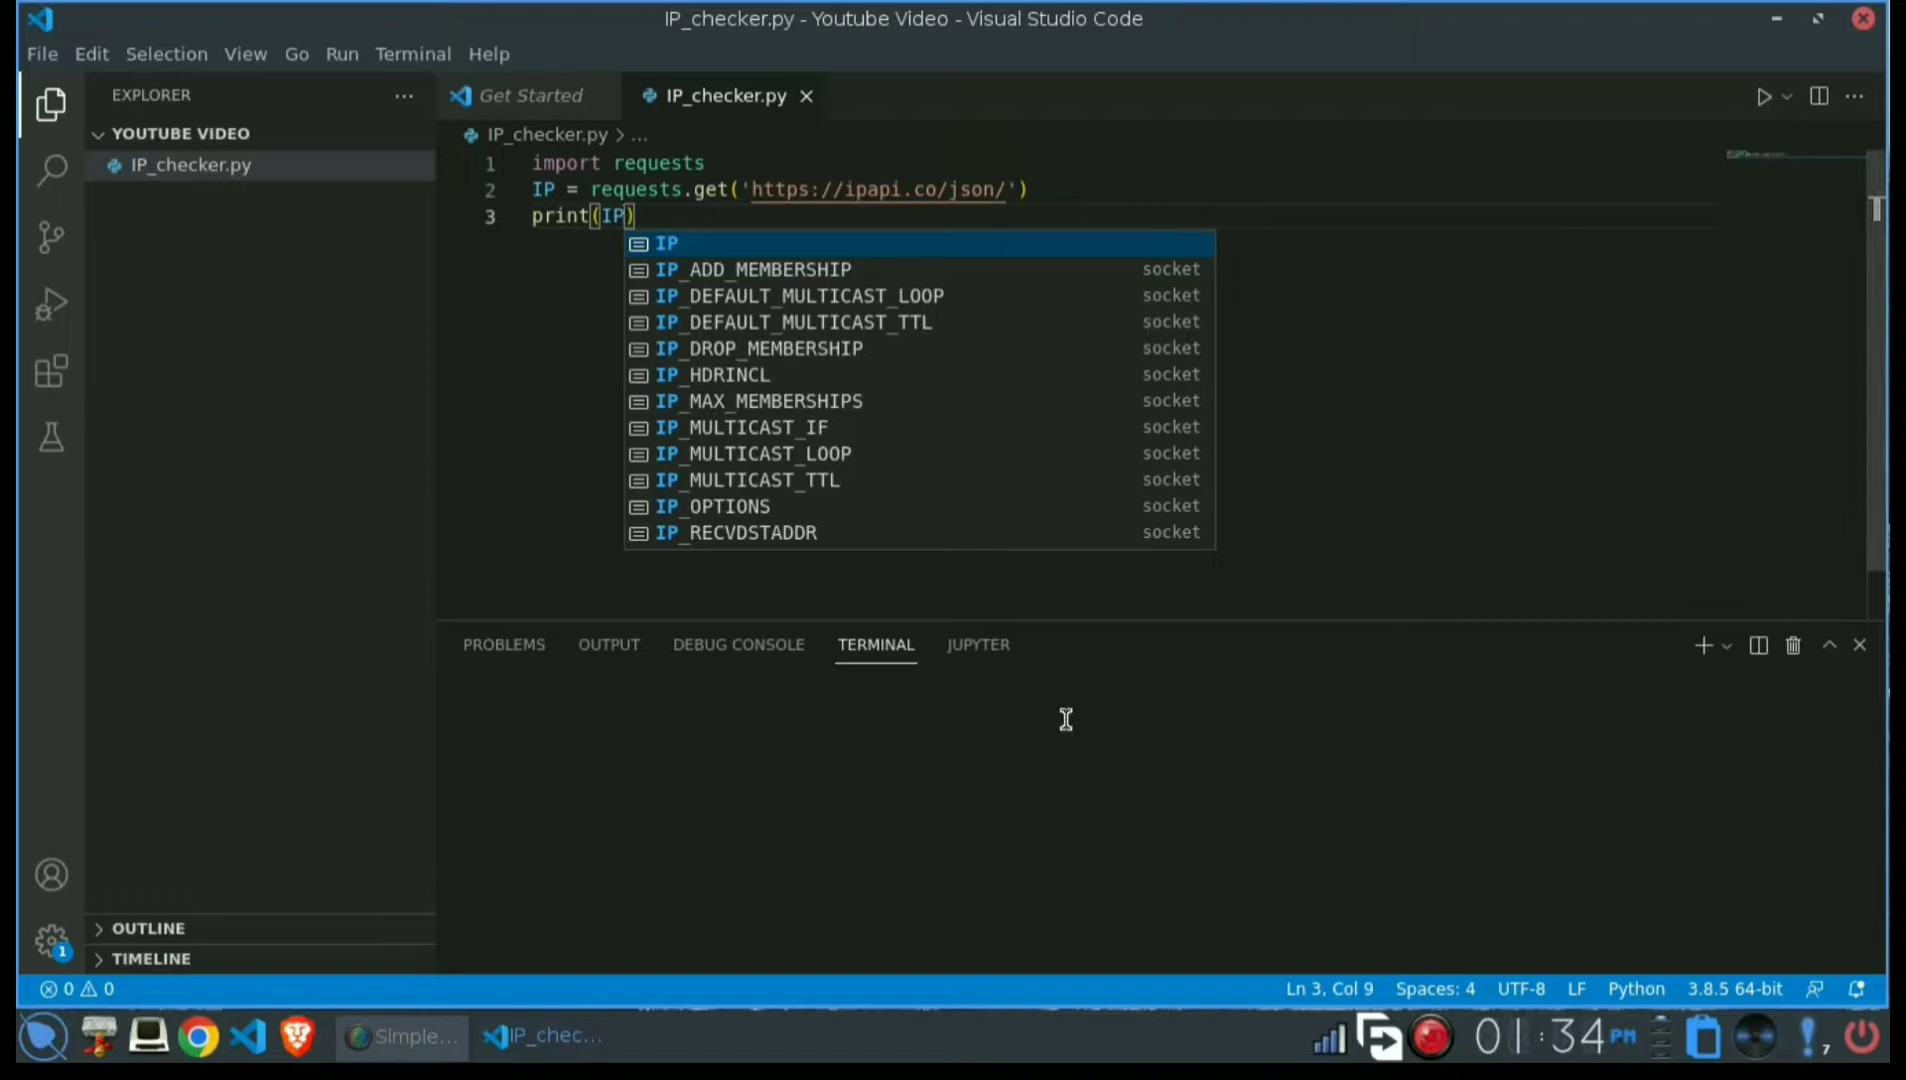 IP_checker.py - Youtube Video - Visual Studio Code
File Edit Selection View Go Run Terminal Help
EXPLORER
Get Started
IP_checker.py
YOUTUBE VIDEO
IP_checker.py
IP_checker.py > ...
1 import requests
2 IP = requests.get('https://ipapi.co/json/')
3 print(IP)
IP
IP_ADD_MEMBERSHIP socket
IP_DEFAULT_MULTICAST_LOOP socket
IP_DEFAULT_MULTICAST_TTL socket
IP_DROP_MEMBERSHIP socket
IP_HDRINCL socket
IP_MAX_MEMBERSHIPS socket
IP_MULTICAST_IF socket
IP_MULTICAST_LOOP socket
IP_MULTICAST_TTL socket
IP_OPTIONS socket
IP_RECVDSTADDR socket
PROBLEMS OUTPUT DEBUG CONSOLE TERMINAL JUPYTER
OUTLINE
TIMELINE
1
0 0
Ln 3, Col 9 Spaces: 4 UTF-8 LF Python 3.8.5 64-bit
Simple...
IP_chec...
01:34 PM
7